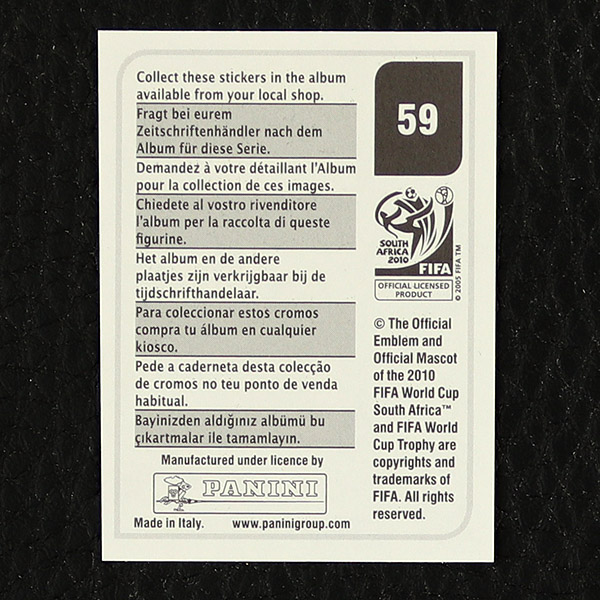 Collect these stickers in the album
available from your local shop.
Fragt bei eurem
Zeitschriftenhändler nach dem
Album für diese Serie.
Demandez à votre détaillant l'Album
pour la collection de ces images.
Chiedete al vostro rivenditore
l'album per la raccolta di queste
figurine.
Het album en de andere
plaatjes zijn verkrijgbaar bij de
tijdschrifthandelaar.
Para coleccionar estos cromos
compra tu álbum en cualquier
kiosco.
Pede a caderneta desta colecção
de cromos no teu ponto de venda
habitual.
Bayinizden aldığınız albümü bu
çıkartmalar ile tamamlayın.
Manufactured under licence by
PANINI
Made in Italy. www.paninigroup.com
59
SOUTH
AFRICA
2010
FIFA
OFFICIAL LICENSED
PRODUCT
© 2005 FIFA TM
© The Official
Emblem and
Official Mascot
of the 2010
FIFA World Cup
South Africa™
and FIFA World
Cup Trophy are
copyrights and
trademarks of
FIFA. All rights
reserved.